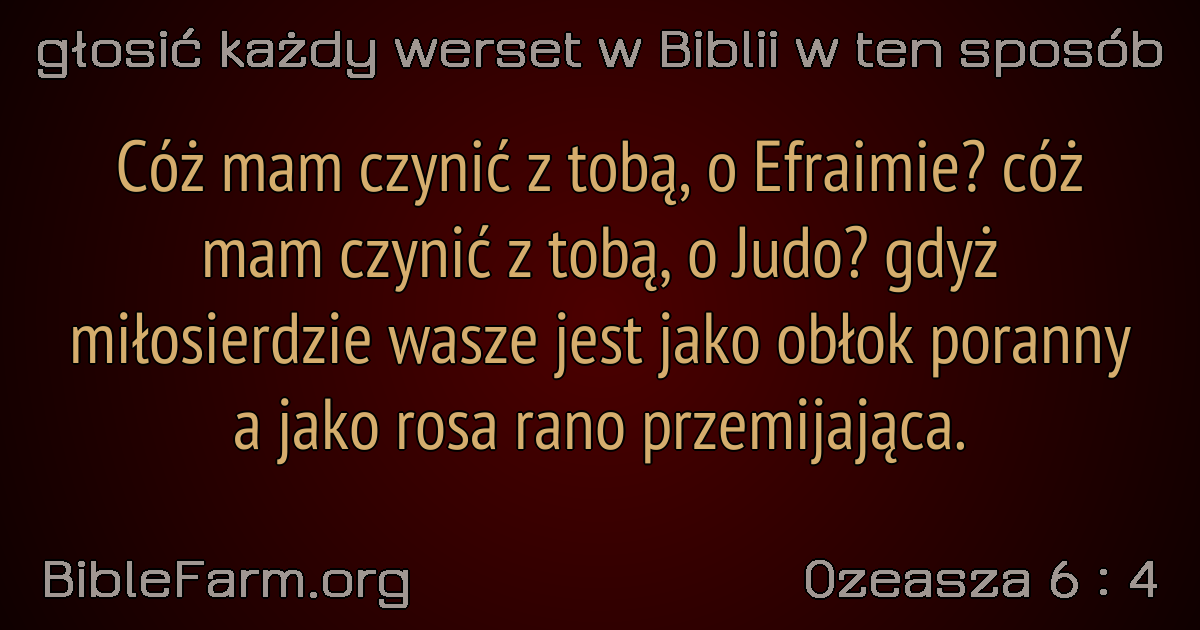 głosić każdy werset w Biblii w ten sposób
Cóż mam czynić z tobą, o Efraimie? cóż
mam czynić z tobą, o Judo? gdyż
miłosierdzie wasze jest jako obłok poranny
a jako rosa rano przemijająca.
BibleFarm.org
Ozeasza 6 : 4